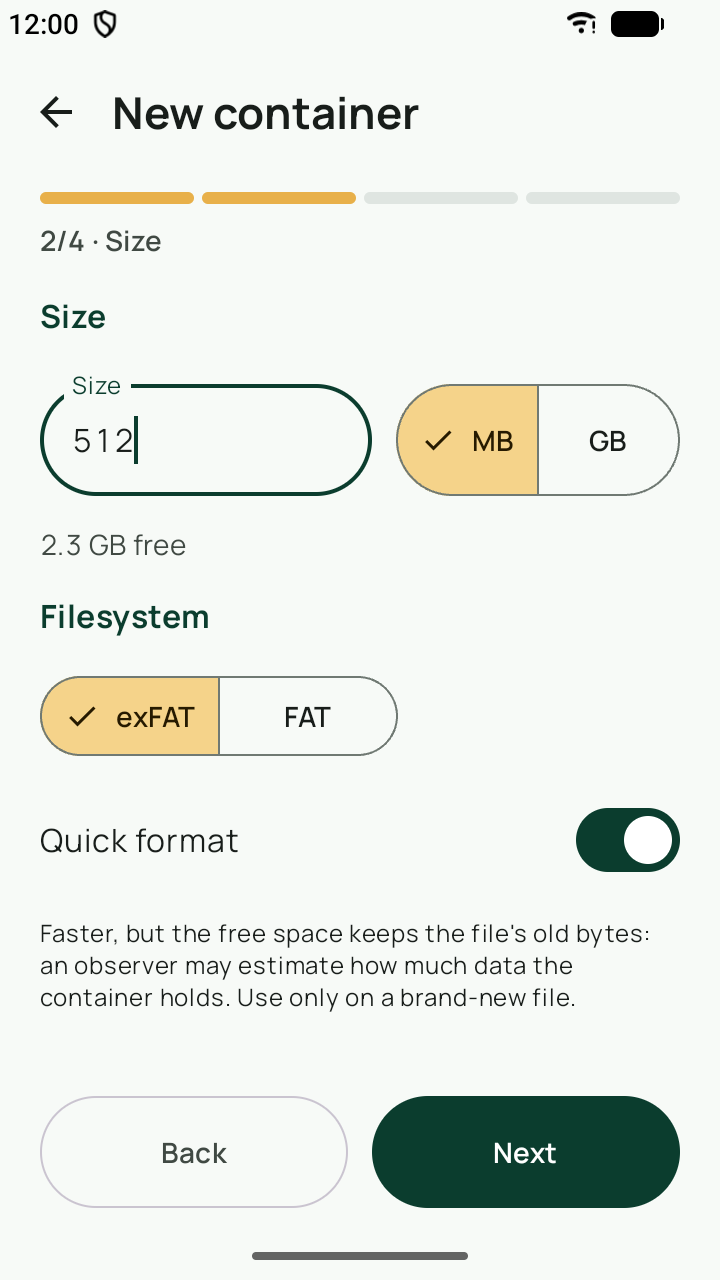 12:00
New container
2/4 · Size
Size
Size
512
MB
GB
2.3 GB free
Filesystem
exFAT
FAT
Quick format
Faster, but the free space keeps the file's old bytes:
an observer may estimate how much data the
container holds. Use only on a brand-new file.
Back
Next